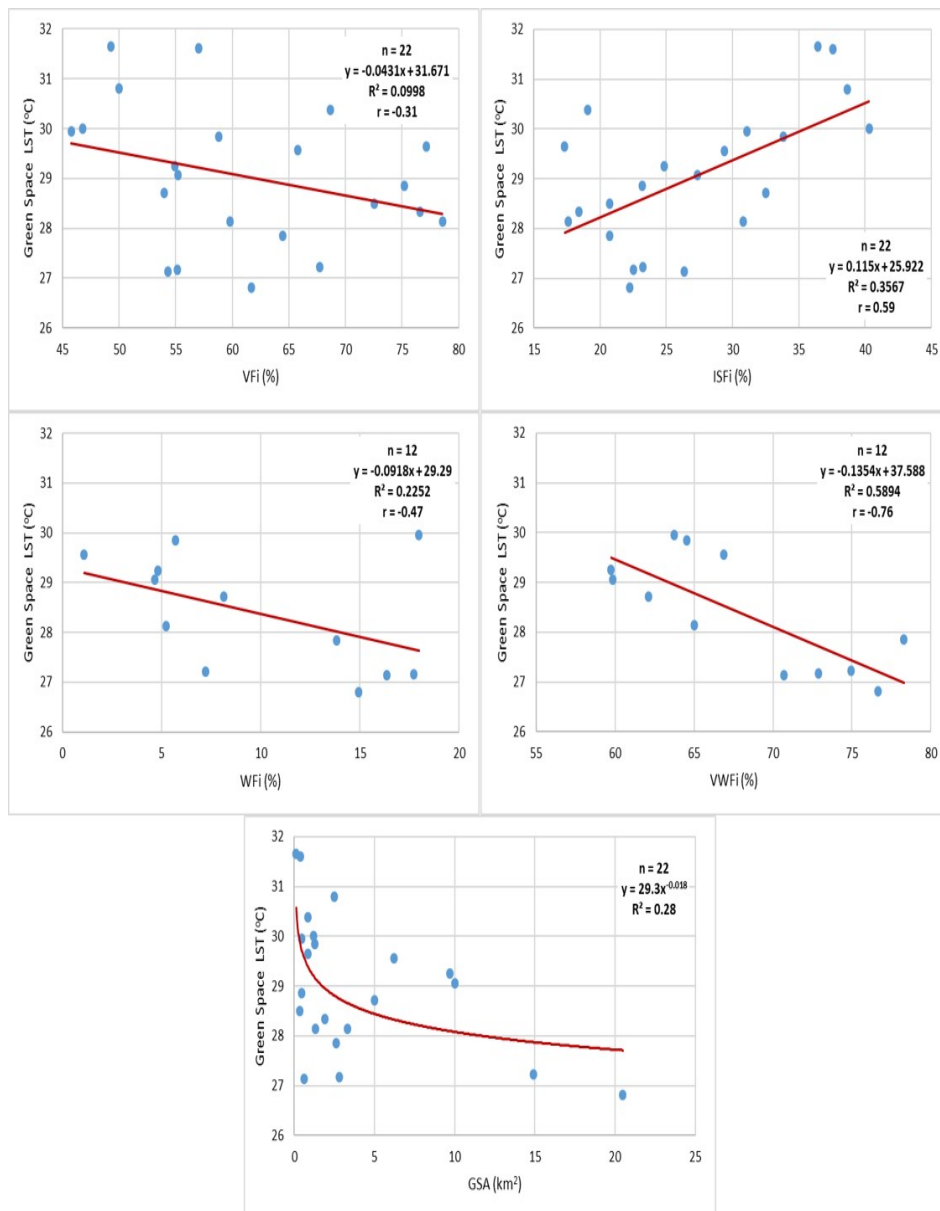 32
31
30
29
28
27
26
Green Space LST (°C)
n = 22
y = -0.0431x + 31.671
R² = 0.0998
r = -0.31
45 50 55 60 65 70 75 80
VFi (%)
32
31
30
29
28
27
26
Green Space LST (°C)
n = 22
y = 0.115x + 25.922
R² = 0.3567
r = 0.59
15 20 25 30 35 40 45
ISFi (%)
32
31
30
29
28
27
26
Green Space LST (°C)
n = 12
y = -0.0918x + 29.29
R² = 0.2252
r = -0.47
0 5 10 15 20
WFi (%)
32
31
30
29
28
27
26
Green Space LST (°C)
n = 12
y = -0.1354x + 37.588
R² = 0.5894
r = -0.76
55 60 65 70 75 80
VWFi (%)
32
31
30
29
28
27
26
Green Space LST (°C)
n = 22
y = 29.3x^-0.018
R² = 0.28
0 5 10 15 20 25
GSA (km²)